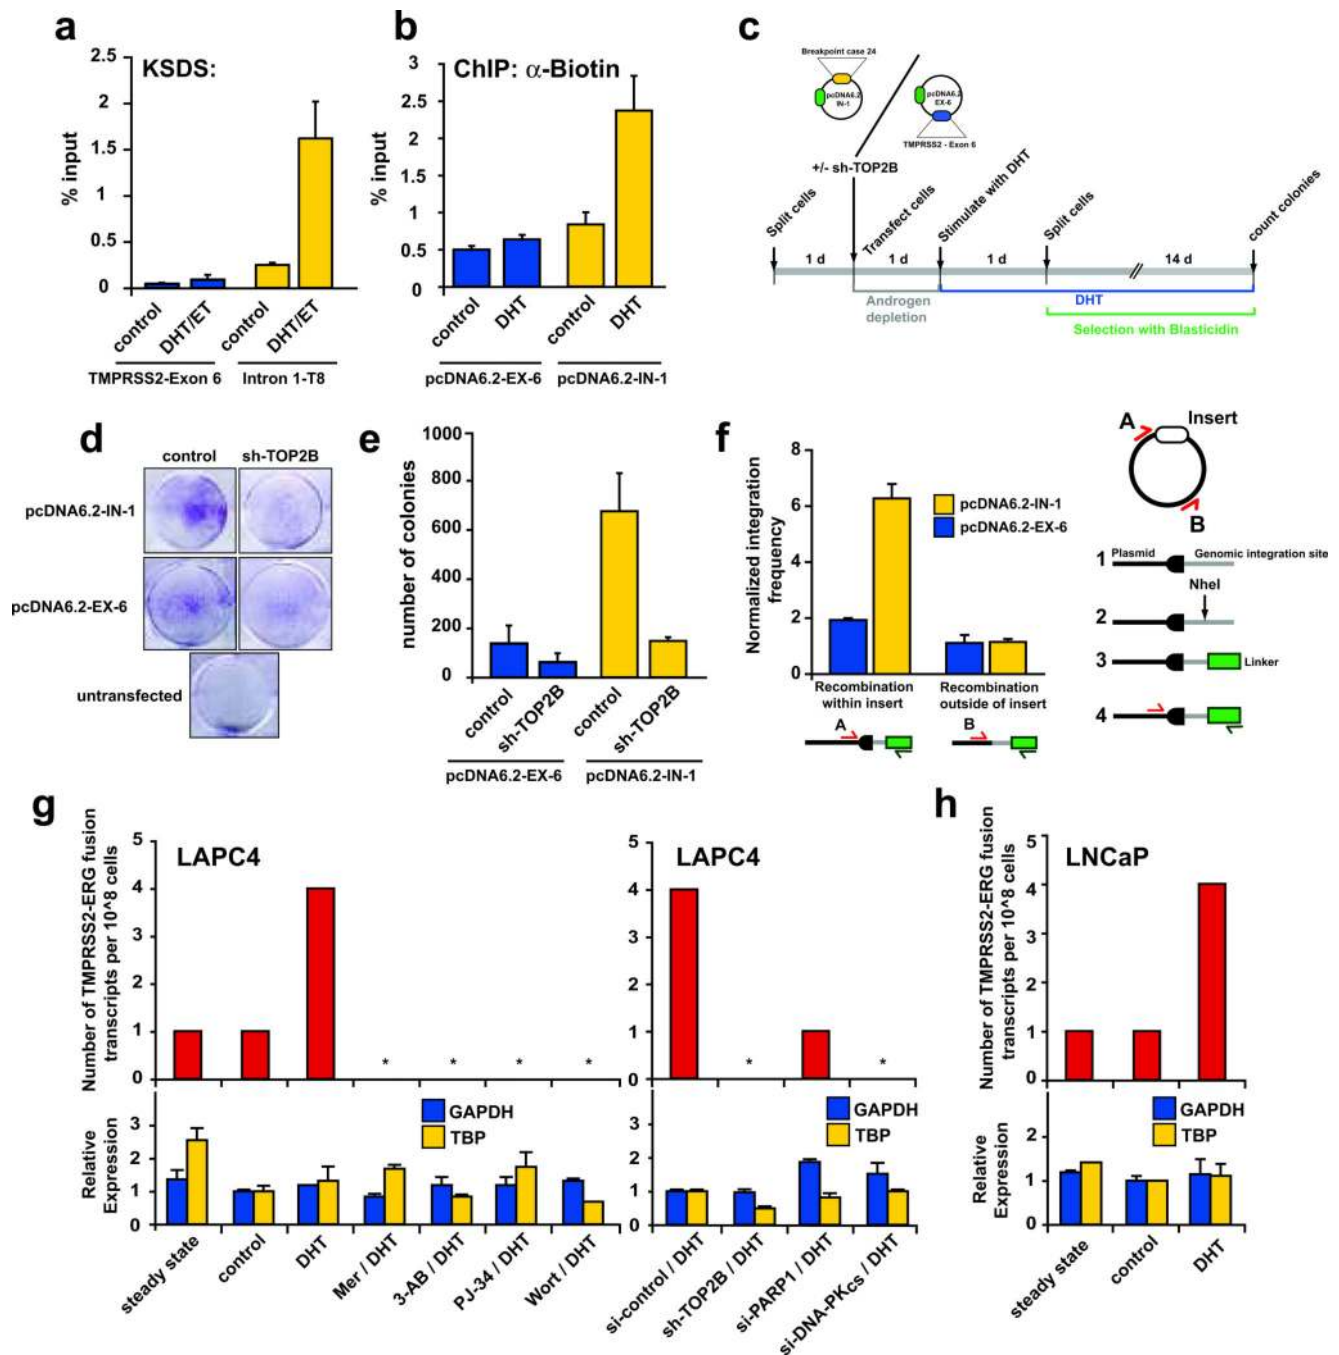 a
KSDS:
% input
2.5
2
1.5
1
0.5
0
control
DHT/ET
control
DHT/ET
TMPRSS2-Exon 6
Intron 1-T8
b
ChIP: α-Biotin
% input
3
2.5
2
1.5
1
0.5
0
control
DHT
control
DHT
pcDNA6.2-EX-6
pcDNA6.2-IN-1
c
Breakpoint case 24
pcDNA6.2
IN-1
pcDNA6.2
EX-6
TMPRSS2 - Exon 6
+/- sh-TOP2B
Split cells
Transfect cells
Stimulate with DHT
Split cells
count colonies
1 d
1 d
1 d
14 d
Androgen
depletion
DHT
Selection with Blasticidin
d
control
sh-TOP2B
pcDNA6.2-IN-1
pcDNA6.2-EX-6
untransfected
e
number of colonies
1000
800
600
400
200
0
control
sh-TOP2B
control
sh-TOP2B
pcDNA6.2-EX-6
pcDNA6.2-IN-1
f
Normalized integration
frequency
8
6
4
2
0
pcDNA6.2-IN-1
pcDNA6.2-EX-6
Recombination
within insert
Recombination
outside of insert
A
B
A
Insert
B
1
Plasmid
Genomic integration site
NheI
2
3
Linker
4
g
Number of TMPRSS2-ERG fusion
transcripts per 10^8 cells
LAPC4
5
4
3
2
1
0
* * * *
Relative
Expression
3
2
1
0
GAPDH
TBP
steady state
control
DHT
Mer / DHT
3-AB / DHT
PJ-34 / DHT
Wort / DHT
LAPC4
5
4
3
2
1
0
* *
3
2
1
0
GAPDH
TBP
si-control / DHT
sh-TOP2B / DHT
si-PARP1 / DHT
si-DNA-PKcs / DHT
h
Number of TMPRSS2-ERG fusion
transcripts per 10^8 cells
LNCaP
5
4
3
2
1
0
Relative
Expression
2
1
0
GAPDH
TBP
steady state
control
DHT